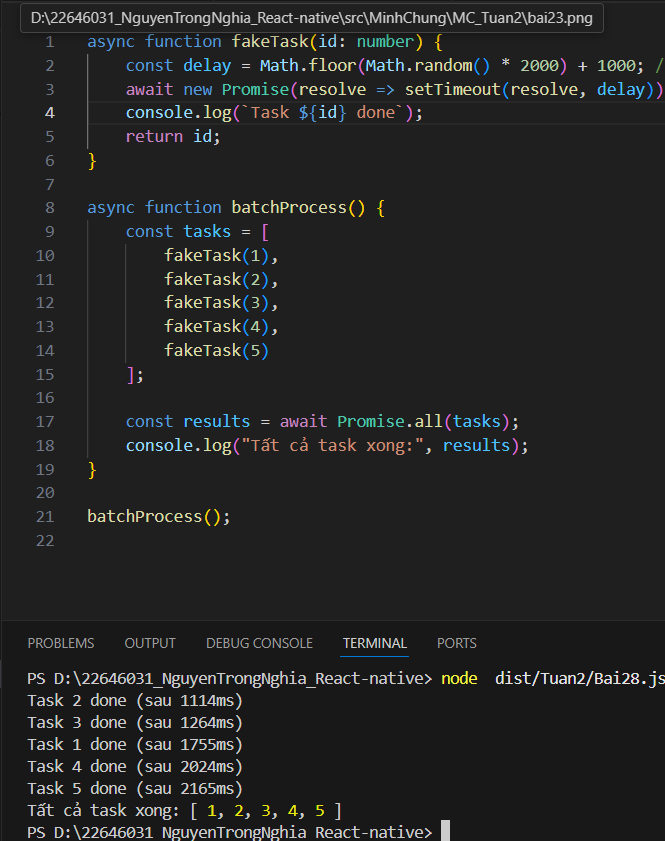 D:\22646031_NguyenTrongNghia_React-native\src\MinhChung\MC_Tuan2\bai23.png
1 async function fakeTask(id: number) {
2 const delay = Math.floor(Math.random() * 2000) + 1000; /
3 await new Promise(resolve => setTimeout(resolve, delay))
4 console.log(`Task ${id} done`);
5 return id;
6 }
7
8 async function batchProcess() {
9 const tasks = [
10 fakeTask(1),
11 fakeTask(2),
12 fakeTask(3),
13 fakeTask(4),
14 fakeTask(5)
15 ];
16
17 const results = await Promise.all(tasks);
18 console.log("Tất cả task xong:", results);
19 }
20
21 batchProcess();
22
PROBLEMS OUTPUT DEBUG CONSOLE TERMINAL PORTS
PS D:\22646031_NguyenTrongNghia_React-native> node dist/Tuan2/Bai28.js
Task 2 done (sau 1114ms)
Task 3 done (sau 1264ms)
Task 1 done (sau 1755ms)
Task 4 done (sau 2024ms)
Task 5 done (sau 2165ms)
Tất cả task xong: [ 1, 2, 3, 4, 5 ]
PS D:\22646031_NguyenTrongNghia_React-native>